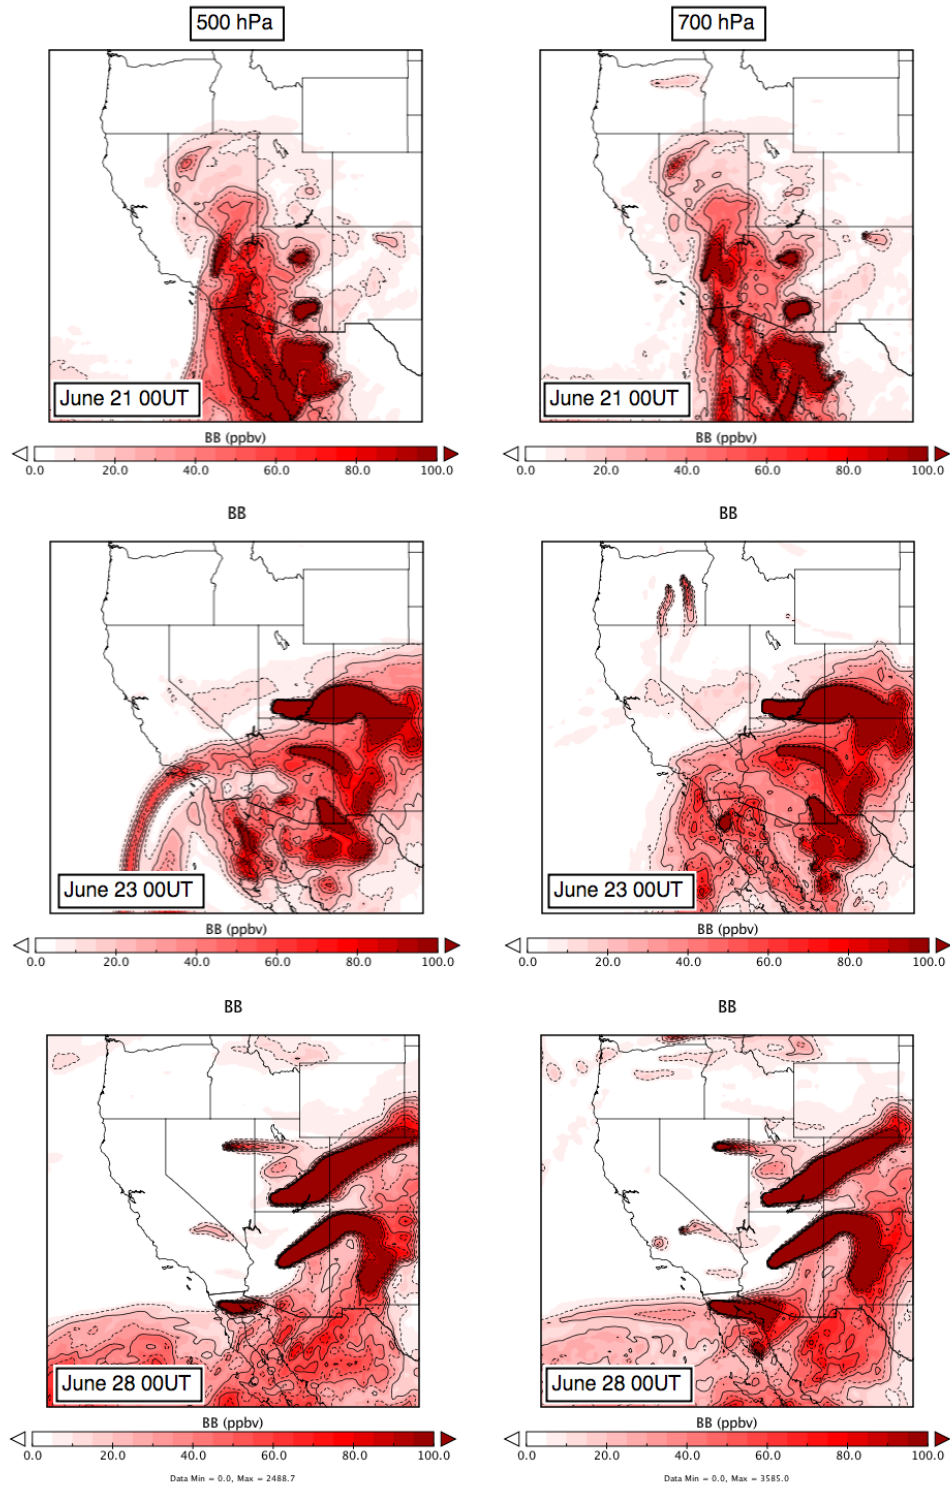 500 hPa
700 hPa
June 21 00UT
June 21 00UT
BB (ppbv)
BB (ppbv)
0.0 20.0 40.0 60.0 80.0 100.0
0.0 20.0 40.0 60.0 80.0 100.0
BB
BB
June 23 00UT
June 23 00UT
BB (ppbv)
BB (ppbv)
0.0 20.0 40.0 60.0 80.0 100.0
0.0 20.0 40.0 60.0 80.0 100.0
BB
BB
June 28 00UT
June 28 00UT
BB (ppbv)
BB (ppbv)
0.0 20.0 40.0 60.0 80.0 100.0
0.0 20.0 40.0 60.0 80.0 100.0
Data Min = 0.0, Max = 2488.7
Data Min = 0.0, Max = 3585.0